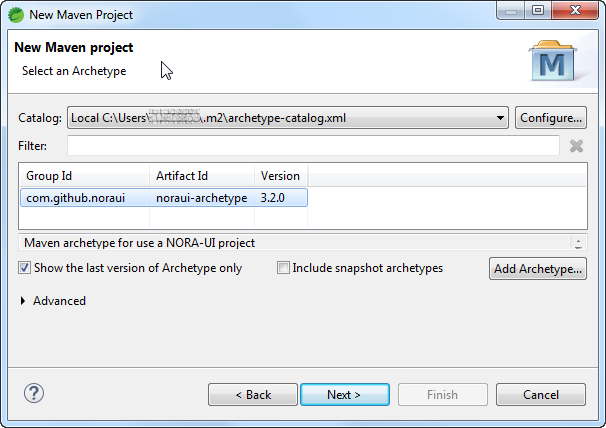 New Maven Project
New Maven project
Select an Archetype
M
Catalog: Local C:\Users\ \.m2\archetype-catalog.xml Configure...
Filter:
Group Id Artifact Id Version
com.github.noraui noraui-archetype 3.2.0
Maven archetype for use a NORA-UI project
Show the last version of Archetype only Include snapshot archetypes Add Archetype...
Advanced
? < Back Next > Finish Cancel